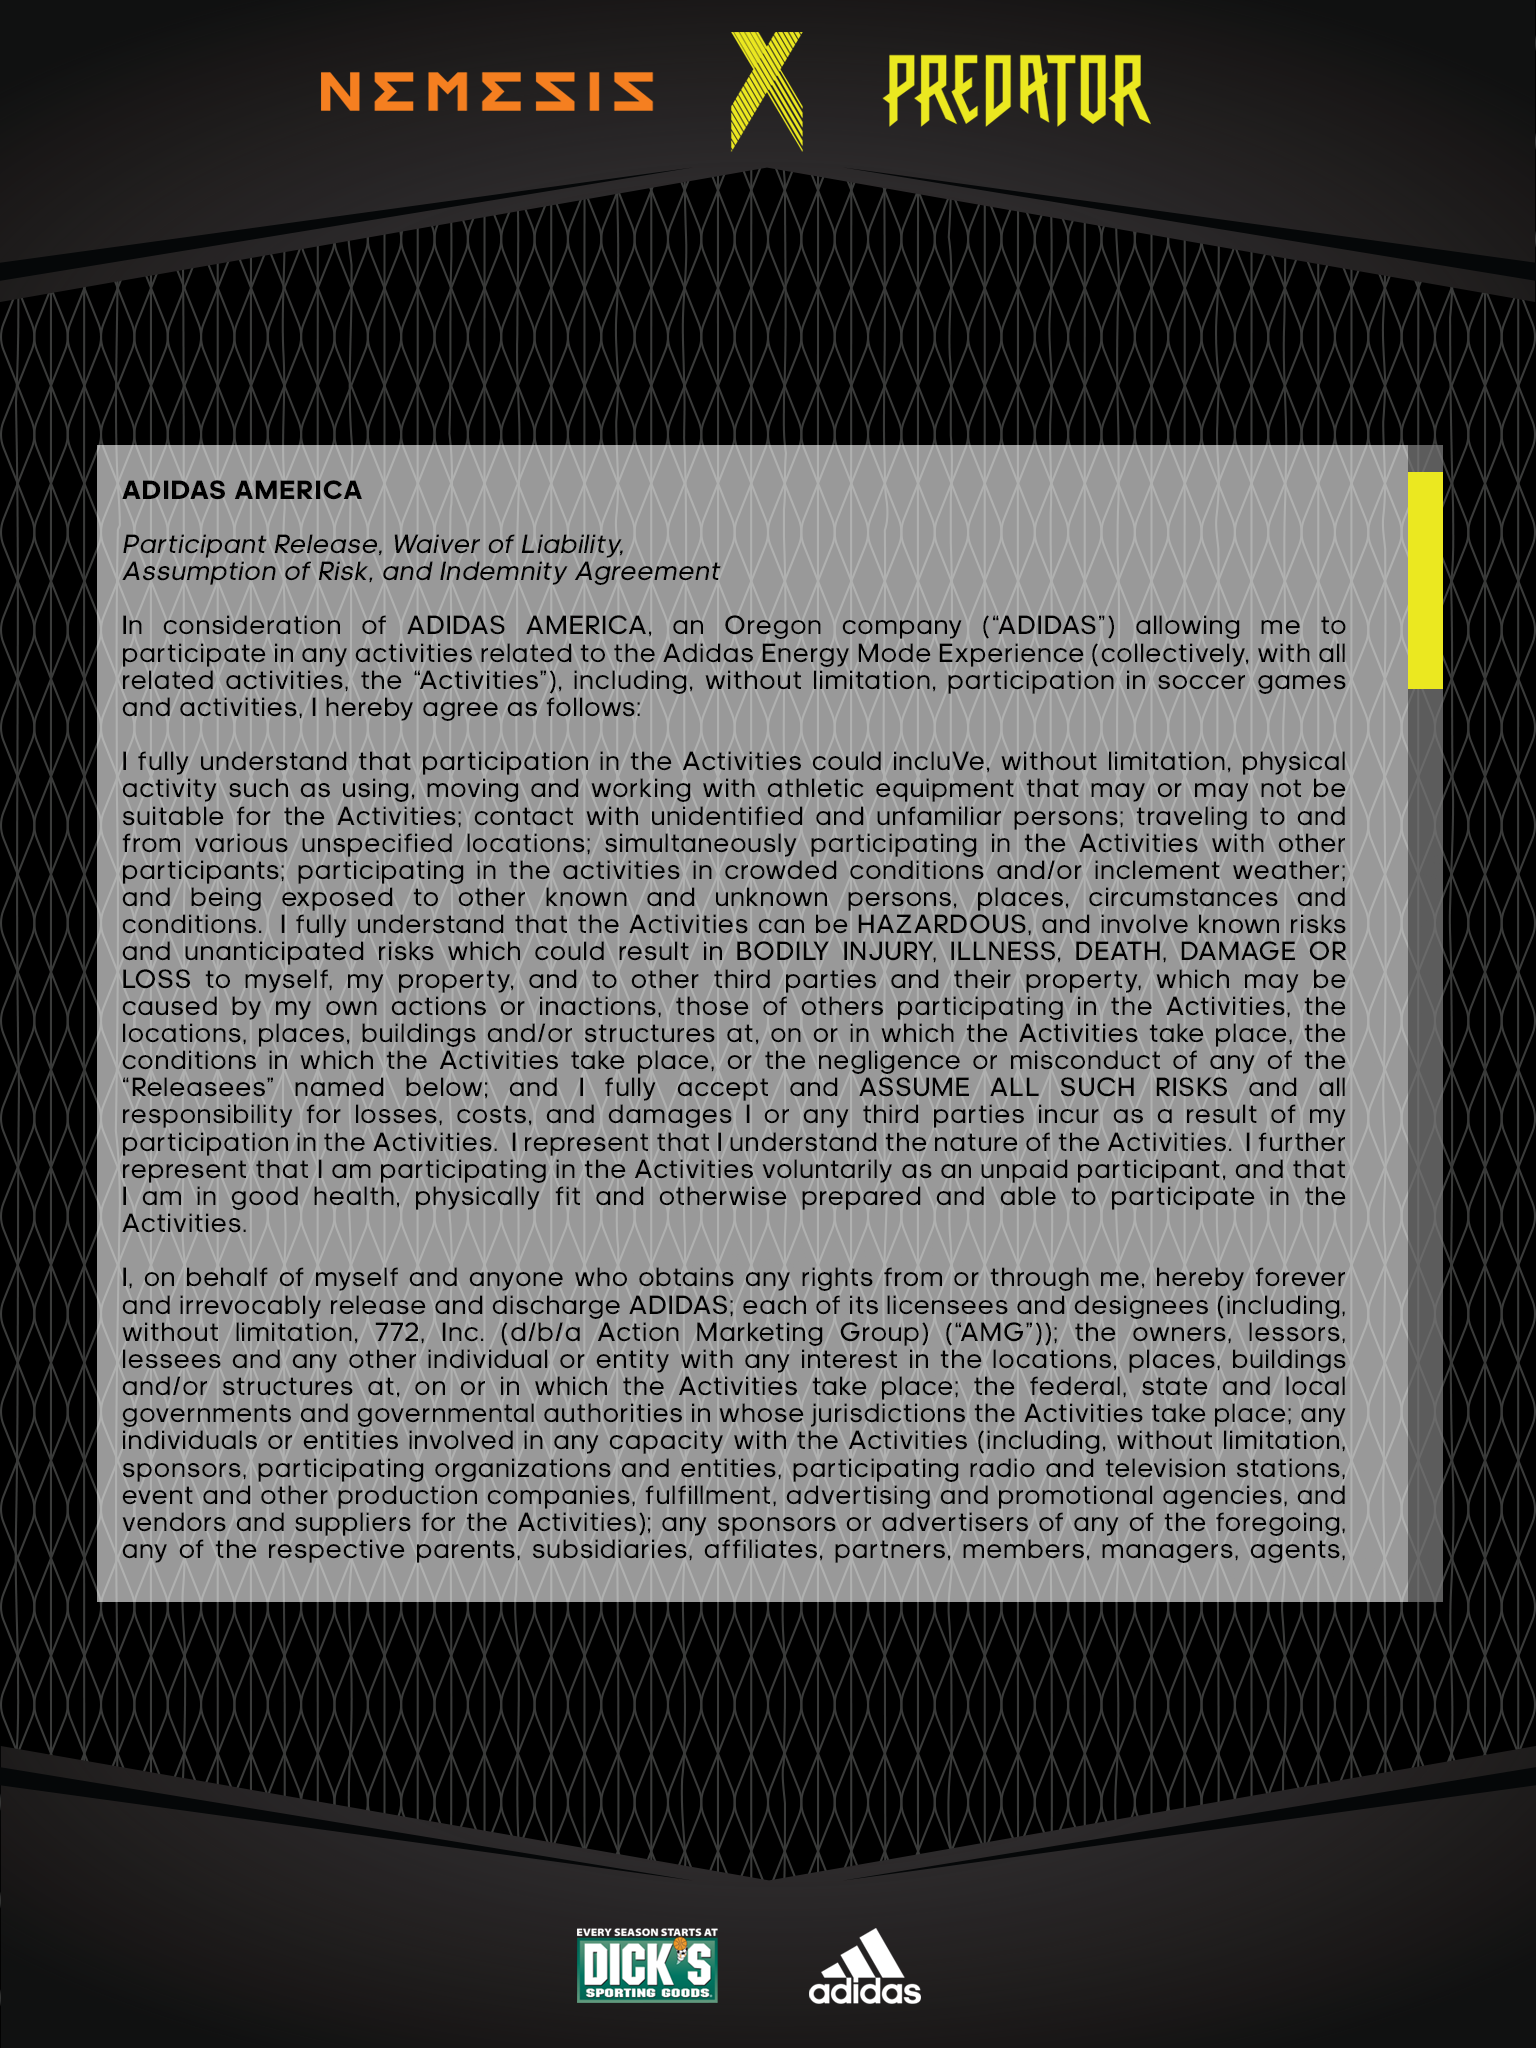 NEMESIS X PREDATOR
ADIDAS AMERICA
Participant Release, Waiver of Liability,
Assumption of Risk, and Indemnity Agreement
In consideration of ADIDAS AMERICA, an Oregon company (“ADIDAS”) allowing me to
participate in any activities related to the Adidas Energy Mode Experience (collectively, with all
related activities, the “Activities”), including, without limitation, participation in soccer games
and activities, I hereby agree as follows:
I fully understand that participation in the Activities could incluVe, without limitation, physical
activity such as using, moving and working with athletic equipment that may or may not be
suitable for the Activities; contact with unidentified and unfamiliar persons; traveling to and
from various unspecified locations; simultaneously participating in the Activities with other
participants; participating in the activities in crowded conditions and/or inclement weather;
and being exposed to other known and unknown persons, places, circumstances and
conditions. I fully understand that the Activities can be HAZARDOUS, and involve known risks
and unanticipated risks which could result in BODILY INJURY, ILLNESS, DEATH, DAMAGE OR
LOSS to myself, my property, and to other third parties and their property, which may be
caused by my own actions or inactions, those of others participating in the Activities, the
locations, places, buildings and/or structures at, on or in which the Activities take place, the
conditions in which the Activities take place, or the negligence or misconduct of any of the
“Releasees” named below; and I fully accept and ASSUME ALL SUCH RISKS and all
responsibility for losses, costs, and damages I or any third parties incur as a result of my
participation in the Activities. I represent that I understand the nature of the Activities. I further
represent that I am participating in the Activities voluntarily as an unpaid participant, and that
I am in good health, physically fit and otherwise prepared and able to participate in the
Activities.
I, on behalf of myself and anyone who obtains any rights from or through me, hereby forever
and irrevocably release and discharge ADIDAS; each of its licensees and designees (including,
without limitation, 772, Inc. (d/b/a Action Marketing Group) (“AMG”)); the owners, lessors,
lessees and any other individual or entity with any interest in the locations, places, buildings
and/or structures at, on or in which the Activities take place; the federal, state and local
governments and governmental authorities in whose jurisdictions the Activities take place; any
individuals or entities involved in any capacity with the Activities (including, without limitation,
sponsors, participating organizations and entities, participating radio and television stations,
event and other production companies, fulfillment, advertising and promotional agencies, and
vendors and suppliers for the Activities); any sponsors or advertisers of any of the foregoing,
any of the respective parents, subsidiaries, affiliates, partners, members, managers, agents,
EVERY SEASON STARTS AT
DICK'S
SPORTING GOODS.
adidas